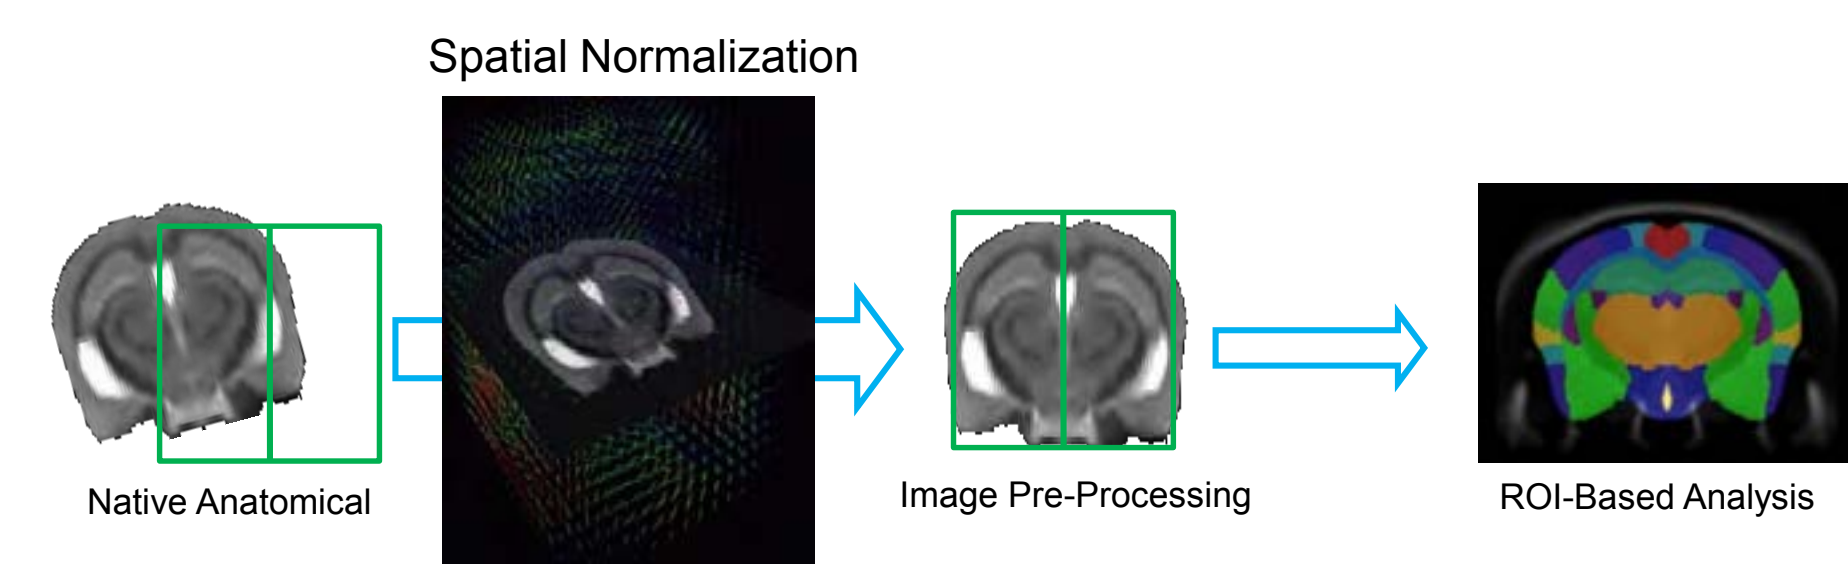 Spatial Normalization
Native Anatomical
Image Pre-Processing
ROI-Based Analysis